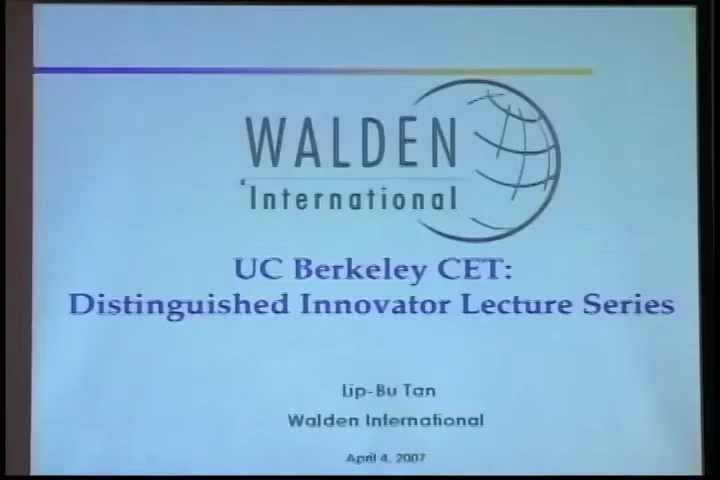 WALDEN
International
UC Berkeley CET:
Distinguished Innovator Lecture Series
Lip-Bu Tan
Walden International
April 4, 2007